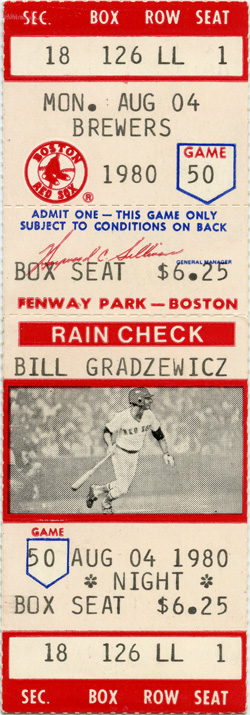 SEC. BOX ROW SEAT
18 126 LL 1
MON. AUG 04
BREWERS
BOSTON RED SOX ® 1980 GAME 50
ADMIT ONE — THIS GAME ONLY
SUBJECT TO CONDITIONS ON BACK
Haywood C. Sullivan
GENERAL MANAGER
BOX SEAT $6.25
FENWAY PARK — BOSTON
RAIN CHECK
BILL GRADZEWICZ
RED SOX
GAME
50 AUG 04 1980
* NIGHT *
BOX SEAT $6.25
18 126 LL 1
SEC. BOX ROW SEAT